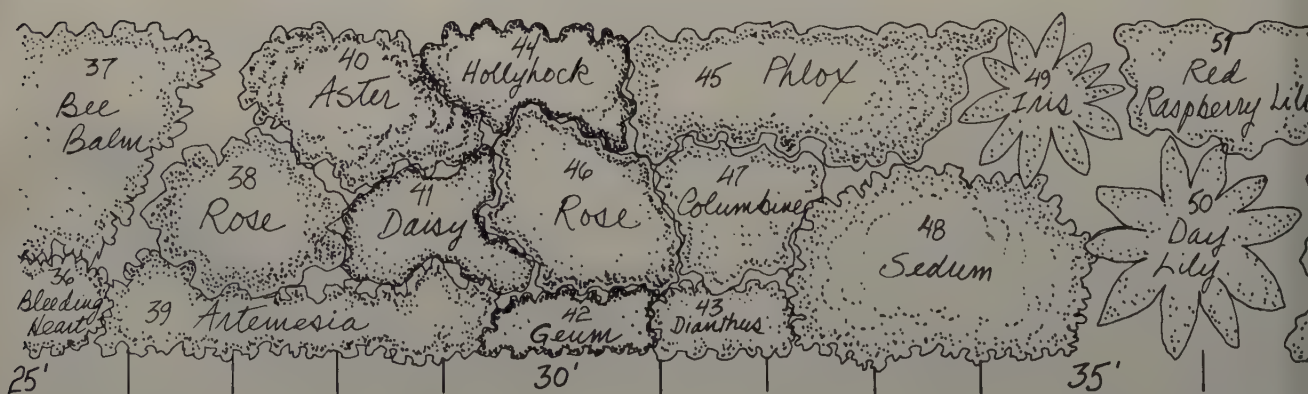 37
Bee
Balm
36
Bleeding
Heart
38
Rose
39 Artemesia
40
Aster
41
Daisy
42
Geum
43
Dianthus
44
Hollyhock
45 Phlox
46
Rose
47
Columbine
48
Sedum
49
Iris
50
Day
Lily
51
Red
Raspberry Lil
25' 30' 35'